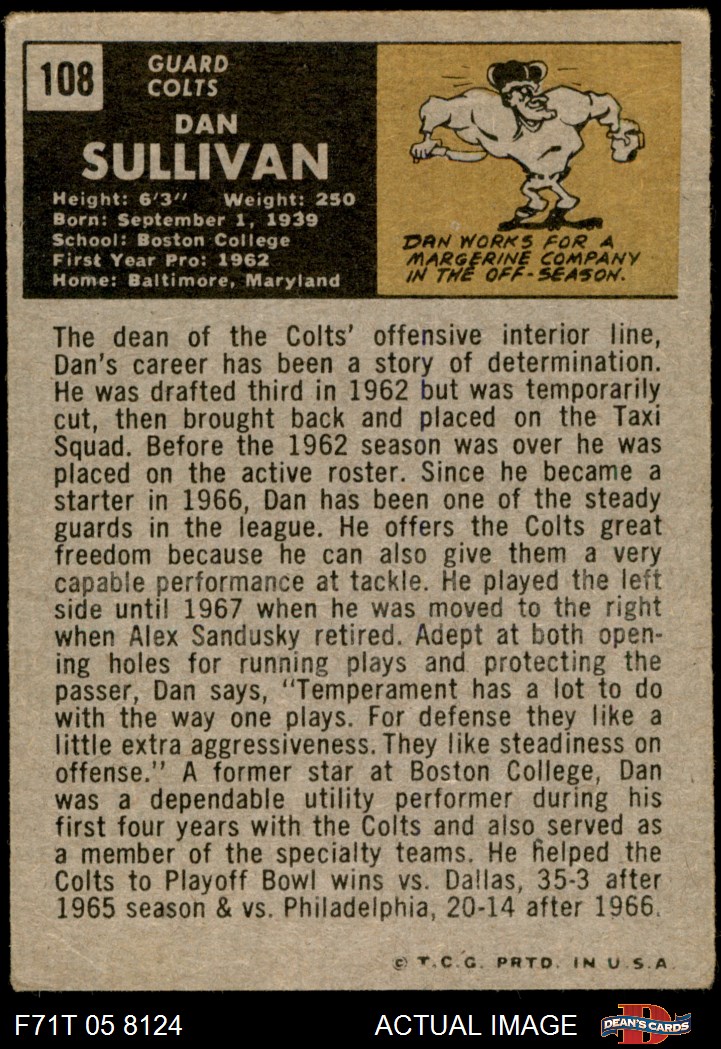 108
GUARD
COLTS
DAN
SULLIVAN
Height: 6'3" Weight: 250
Born: September 1, 1939
School: Boston College
First Year Pro: 1962
Home: Baltimore, Maryland
DAN WORKS FOR A
MARGERINE COMPANY
IN THE OFF-SEASON.
The dean of the Colts' offensive interior line,
Dan's career has been a story of determination.
He was drafted third in 1962 but was temporarily
cut, then brought back and placed on the Taxi
Squad. Before the 1962 season was over he was
placed on the active roster. Since he became a
starter in 1966, Dan has been one of the steady
guards in the league. He offers the Colts great
freedom because he can also give them a very
capable performance at tackle. He played the left
side until 1967 when he was moved to the right
when Alex Sandusky retired. Adept at both open-
ing holes for running plays and protecting the
passer, Dan says, "Temperament has a lot to do
with the way one plays. For defense they like a
little extra aggressiveness. They like steadiness on
offense." A former star at Boston College, Dan
was a dependable utility performer during his
first four years with the Colts and also served as
a member of the specialty teams. He helped the
Colts to Playoff Bowl wins vs. Dallas, 35-3 after
1965 season & vs. Philadelphia, 20-14 after 1966.
© T.C.G. PRTD. IN U.S.A.
F71T 05 8124 ACTUAL IMAGE
DEAN'S CARDS